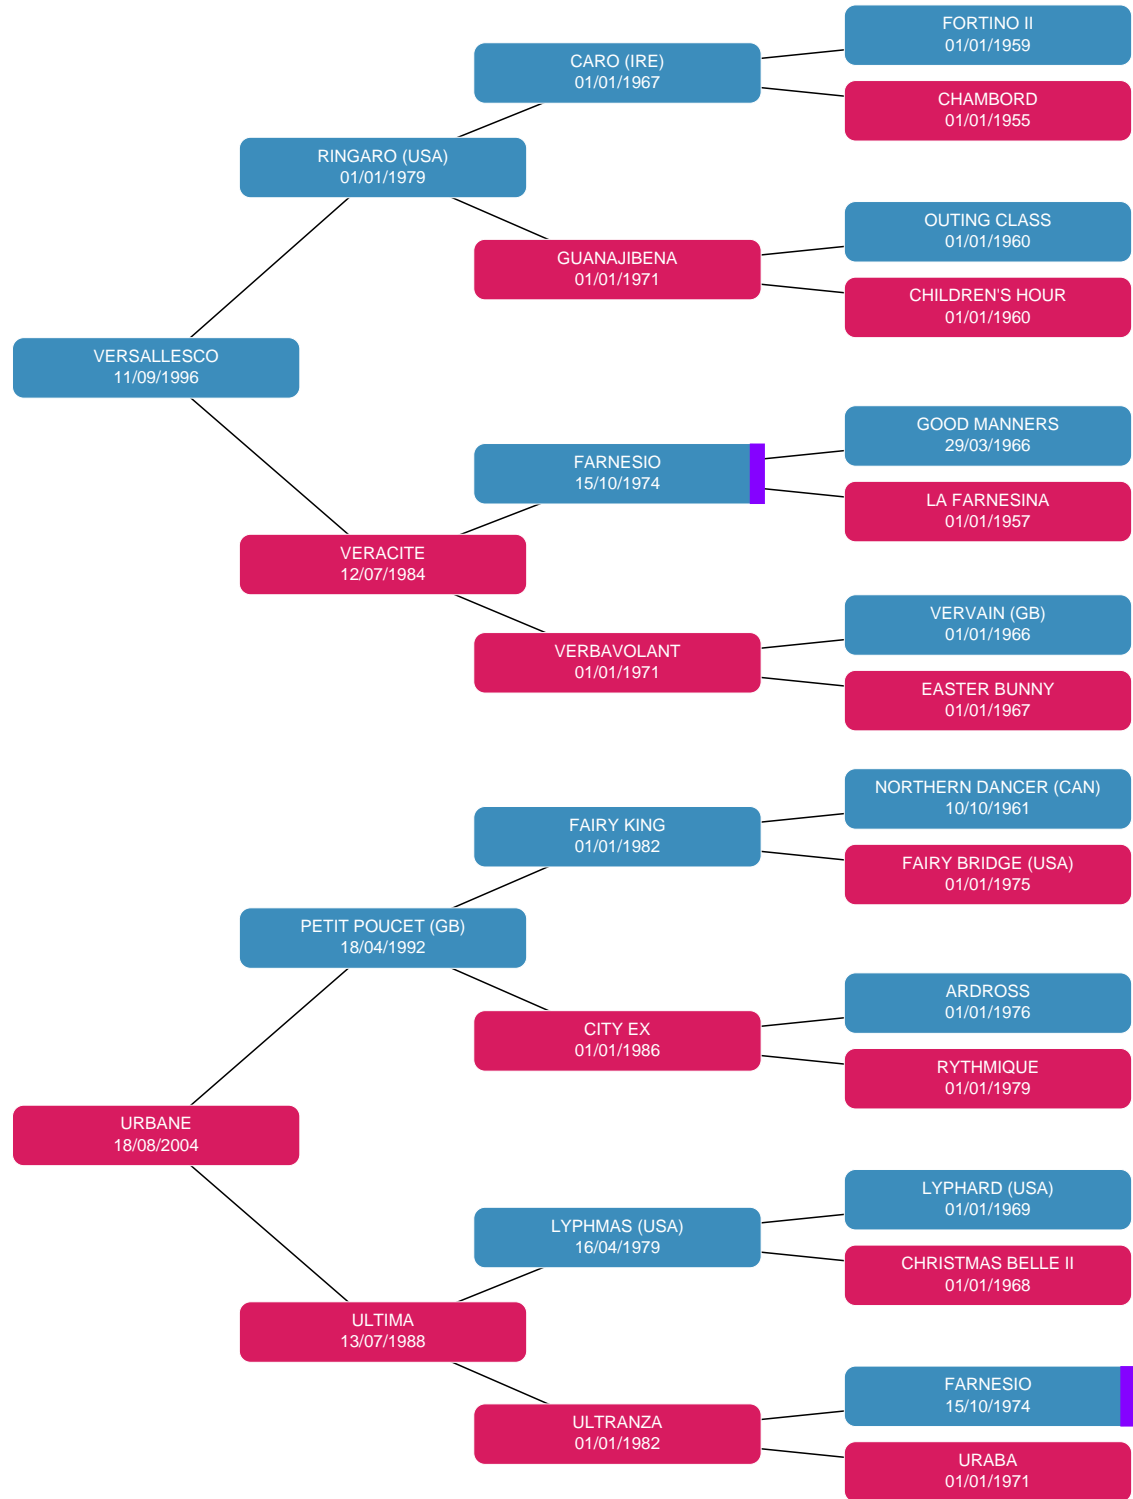 FORTINO II
01/01/1959
CARO (IRE)
01/01/1967
CHAMBORD
01/01/1955
RINGARO (USA)
01/01/1979
OUTING CLASS
01/01/1960
GUANAJIBENA
01/01/1971
CHILDREN'S HOUR
01/01/1960
VERSALLESCO
11/09/1996
GOOD MANNERS
29/03/1966
FARNESIO
15/10/1974
LA FARNESINA
01/01/1957
VERACITE
12/07/1984
VERVAIN (GB)
01/01/1966
VERBAVOLANT
01/01/1971
EASTER BUNNY
01/01/1967
NORTHERN DANCER (CAN)
10/10/1961
FAIRY KING
01/01/1982
FAIRY BRIDGE (USA)
01/01/1975
PETIT POUCET (GB)
18/04/1992
ARDROSS
01/01/1976
CITY EX
01/01/1986
RYTHMIQUE
01/01/1979
URBANE
18/08/2004
LYPHARD (USA)
01/01/1969
LYPHMAS (USA)
16/04/1979
CHRISTMAS BELLE II
01/01/1968
ULTIMA
13/07/1988
FARNESIO
15/10/1974
ULTRANZA
01/01/1982
URABA
01/01/1971